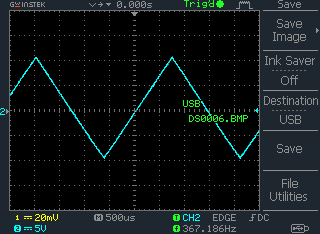 GWINSTEK 0.000s Trig'd Save
Save
Image
Ink Saver
Off
Destination
USB
USB
DS0006.BMP
2
Save
File
Utilities
1 20mV M 500us T CH2 EDGE DC
2 5V f 367.186Hz